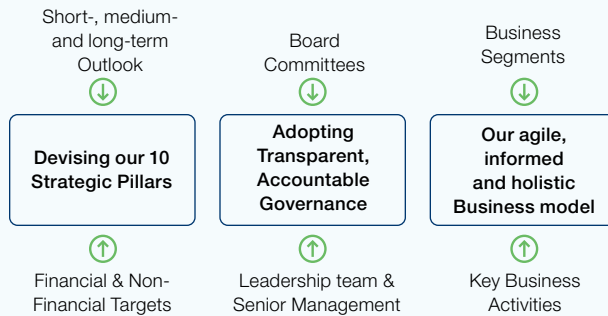 Short-, medium-
and long-term
Outlook
Devising our 10
Strategic Pillars
Financial & Non-
Financial Targets
Board
Committees
Adopting
Transparent,
Accountable
Governance
Leadership team &
Senior Management
Business
Segments
Our agile,
informed
and holistic
Business model
Key Business
Activities